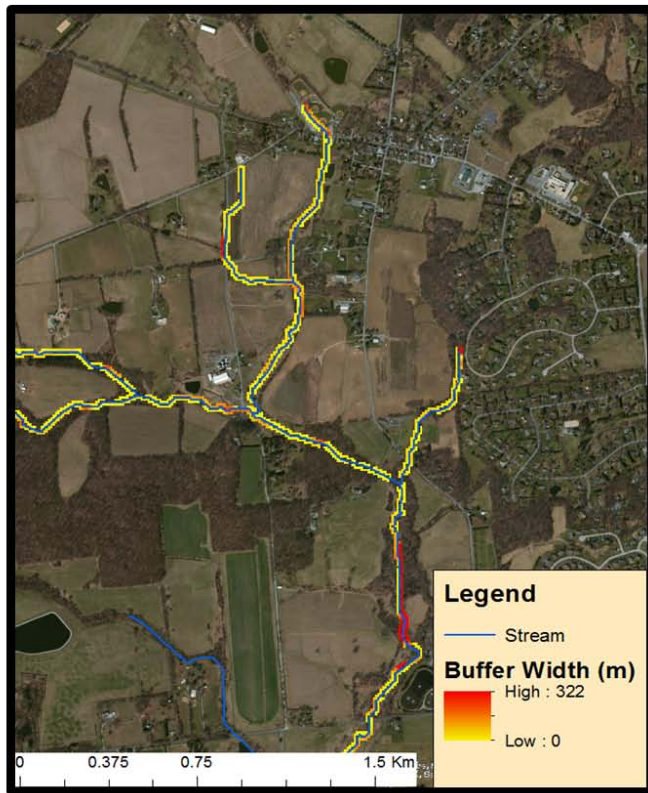 Legend
Stream
Buffer Width (m)
High : 322
Low : 0
0 0.375 0.75 1.5 Km